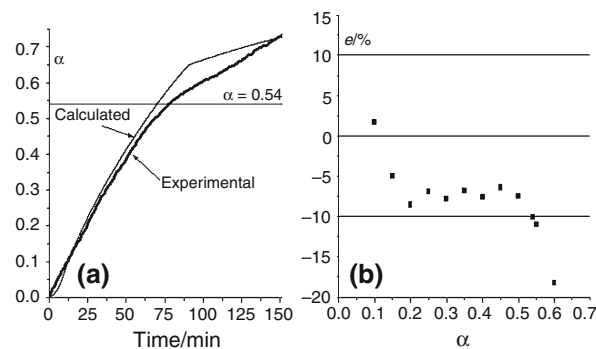 0.7
0.6
0.5
0.4
0.3
0.2
0.1
0.0
α
α = 0.54
Calculated
Experimental
(a)
0 25 50 75 100 125 150
Time/min
15
10
5
0
−5
−10
−15
−20
e/%
(b)
0.0 0.1 0.2 0.3 0.4 0.5 0.6 0.7
α